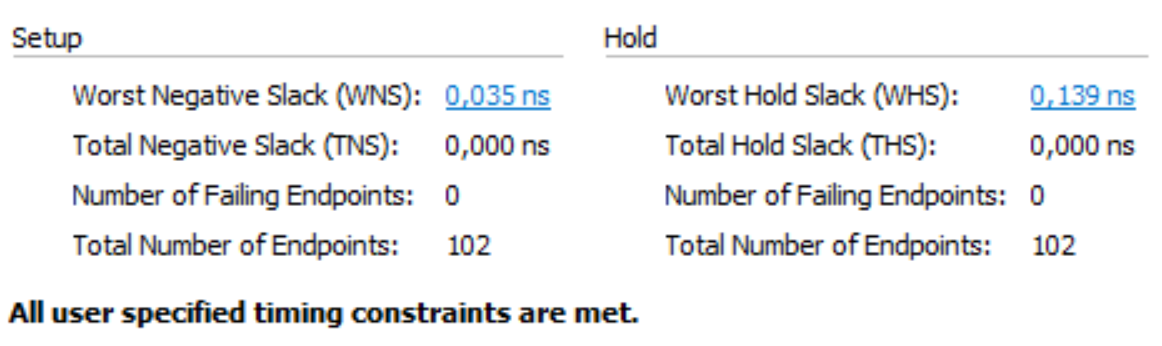 Setup
Worst Negative Slack (WNS): 0,035 ns
Total Negative Slack (TNS): 0,000 ns
Number of Failing Endpoints: 0
Total Number of Endpoints: 102
Hold
Worst Hold Slack (WHS): 0,139 ns
Total Hold Slack (THS): 0,000 ns
Number of Failing Endpoints: 0
Total Number of Endpoints: 102
All user specified timing constraints are met.